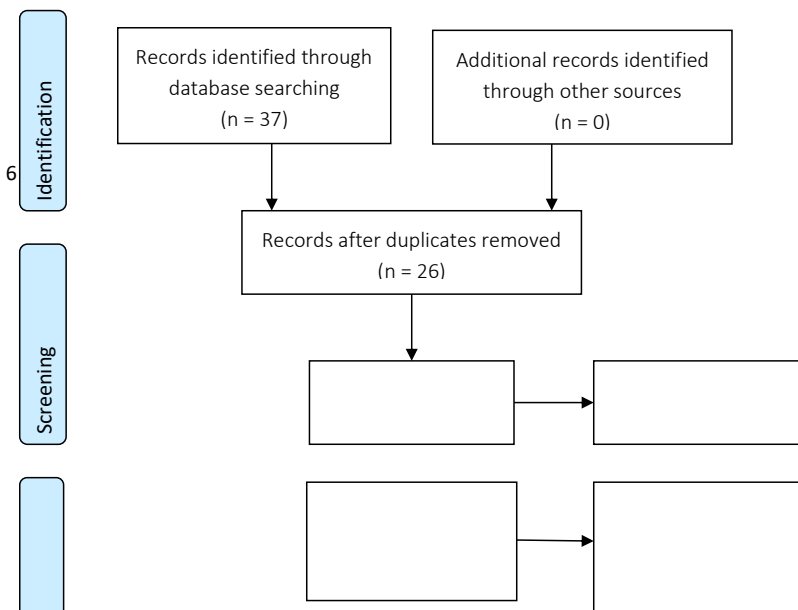 Records identified through
database searching
(n = 37)
Additional records identified
through other sources
(n = 0)
6
Identification
Records after duplicates removed
(n = 26)
Screening